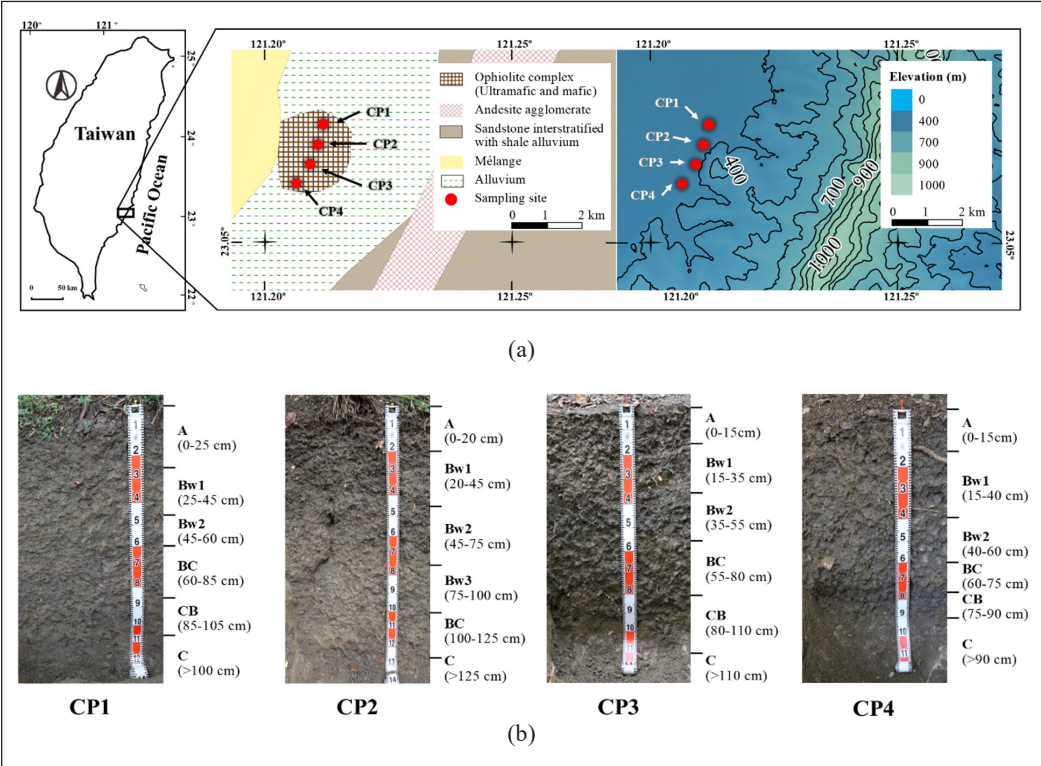 120°
121°
25°
24°
23°
22°
Taiwan
Pacific Ocean
0 50 km
121.20°
121.25°
121.20°
121.25°
23.05°
CP1
CP2
CP3
CP4
Ophiolite complex
(Ultramafic and mafic)
Andesite agglomerate
Sandstone interstratified
with shale alluvium
Mélange
Alluvium
Sampling site
0 1 2 km
121.20°
121.25°
121.20°
121.25°
23.05°
CP1
CP2
CP3
CP4
400
700
900
1000
Elevation (m)
0
400
700
900
1000
0 1 2 km
(a)
A
(0-25 cm)
Bw1
(25-45 cm)
Bw2
(45-60 cm)
BC
(60-85 cm)
CB
(85-105 cm)
C
(>100 cm)
CP1
A
(0-20 cm)
Bw1
(20-45 cm)
Bw2
(45-75 cm)
Bw3
(75-100 cm)
BC
(100-125 cm)
C
(>125 cm)
CP2
A
(0-15cm)
Bw1
(15-35 cm)
Bw2
(35-55 cm)
BC
(55-80 cm)
CB
(80-110 cm)
C
(>110 cm)
CP3
A
(0-15cm)
Bw1
(15-40 cm)
Bw2
(40-60 cm)
BC
(60-75 cm)
CB
(75-90 cm)
C
(>90 cm)
CP4
(b)